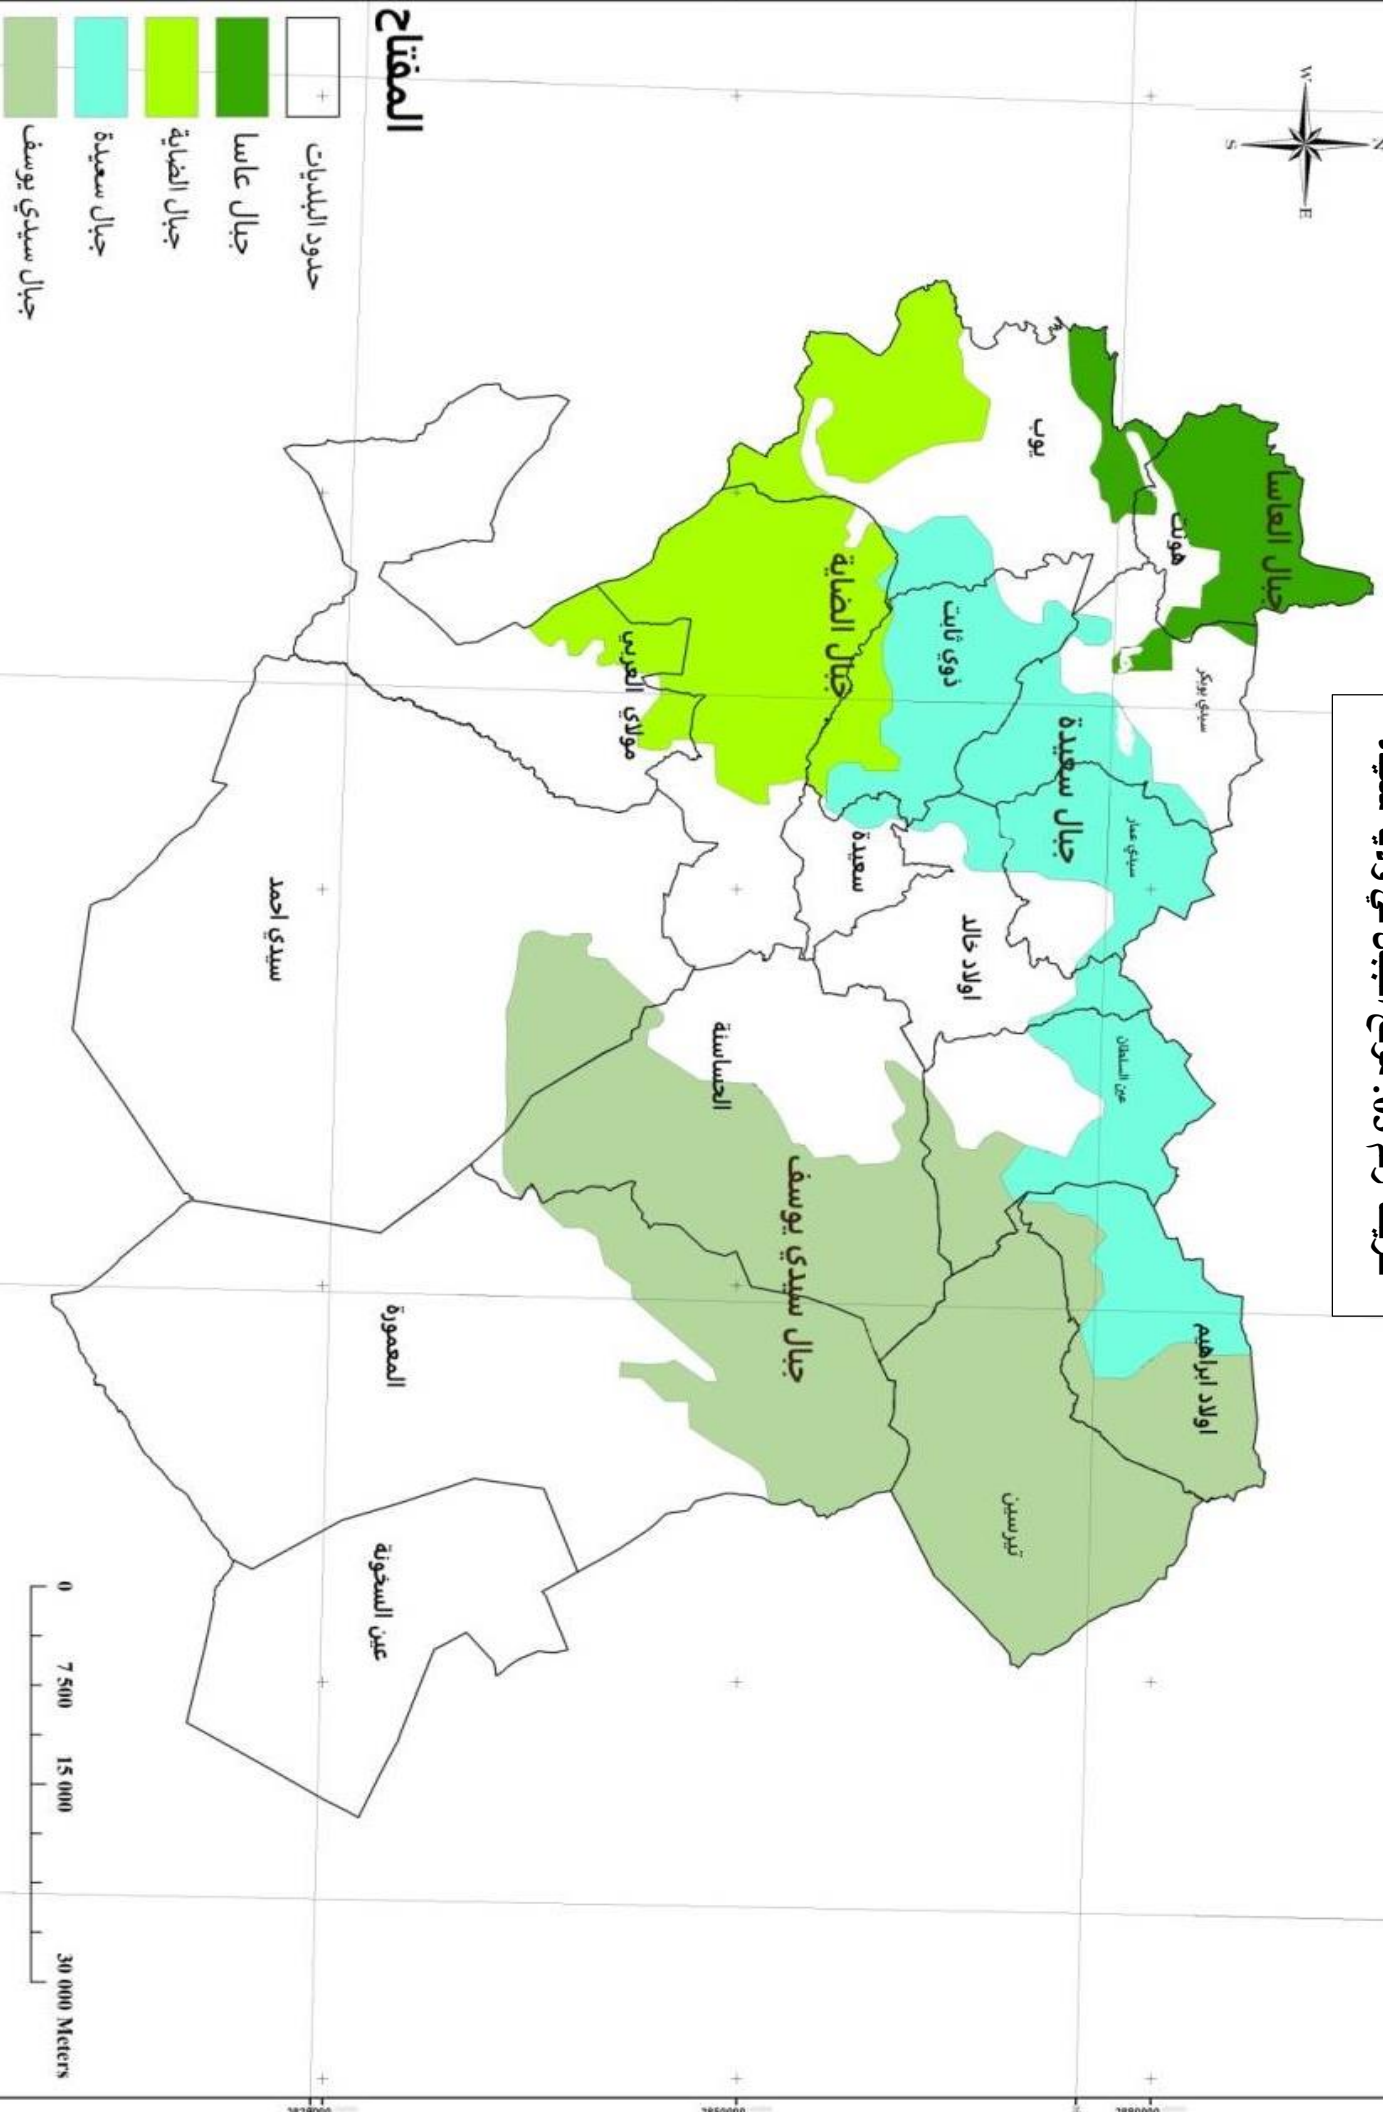 N
W
E
S
جبال العاسا
هونت
يوب
سيدي بوبكر
ذوي ثابت
جبال الضاية
مولاي العربي
جبال سعيدة
سيدي عمار
سعيدة
اولاد خالد
عين السلطان
الحساسنة
سيدي احمد
جبال سيدي يوسف
اولاد ابراهيم
تيرسين
المعمورة
عين السخونة
المفتاح
حدود البلديات
جبال عاسا
جبال الضاية
جبال سعيدة
جبال سيدي يوسف
0 7 500 15 000 30 000 Meters